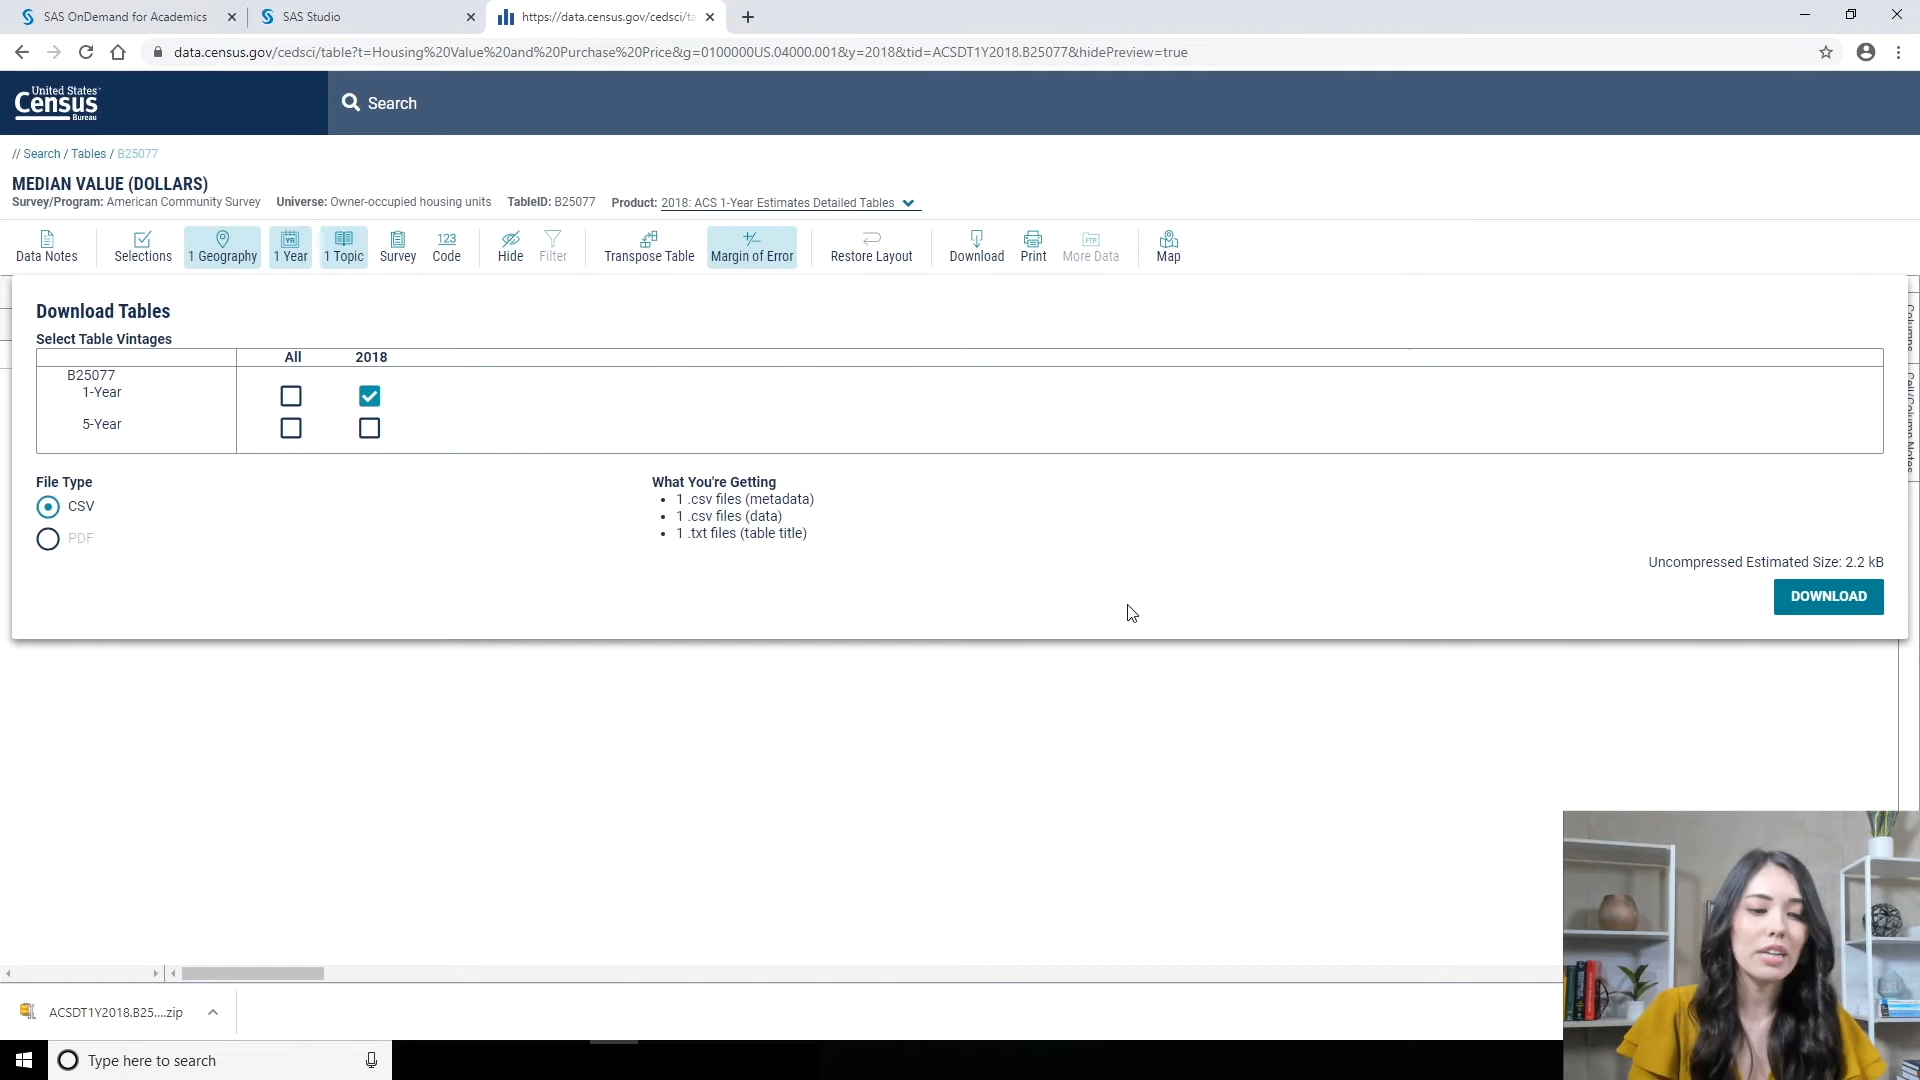 SAS OnDemand for Academics
SAS Studio
https://data.census.gov/cedsci/ta
data.census.gov/cedsci/table?t=Housing%20Value%20and%20Purchase%20Price&g=0100000US.04000.001&y=2018&tid=ACSDT1Y2018.B25077&hidePreview=true
United States™
Census
Bureau
Search
// Search / Tables / B25077
MEDIAN VALUE (DOLLARS)
Survey/Program: American Community Survey Universe: Owner-occupied housing units TableID: B25077 Product: 2018: ACS 1-Year Estimates Detailed Tables
YR 123 +/- FTP
Data Notes Selections 1 Geography 1 Year 1 Topic Survey Code Hide Filter Transpose Table Margin of Error Restore Layout Download Print More Data Map
Download Tables
Select Table Vintages
All 2018
B25077
1-Year
5-Year
File Type
CSV
PDF
What You're Getting
1 .csv files (metadata)
1 .csv files (data)
1 .txt files (table title)
Uncompressed Estimated Size: 2.2 kB
DOWNLOAD
Columns
Cell/Column Notes
ACSDT1Y2018.B25....zip
Type here to search